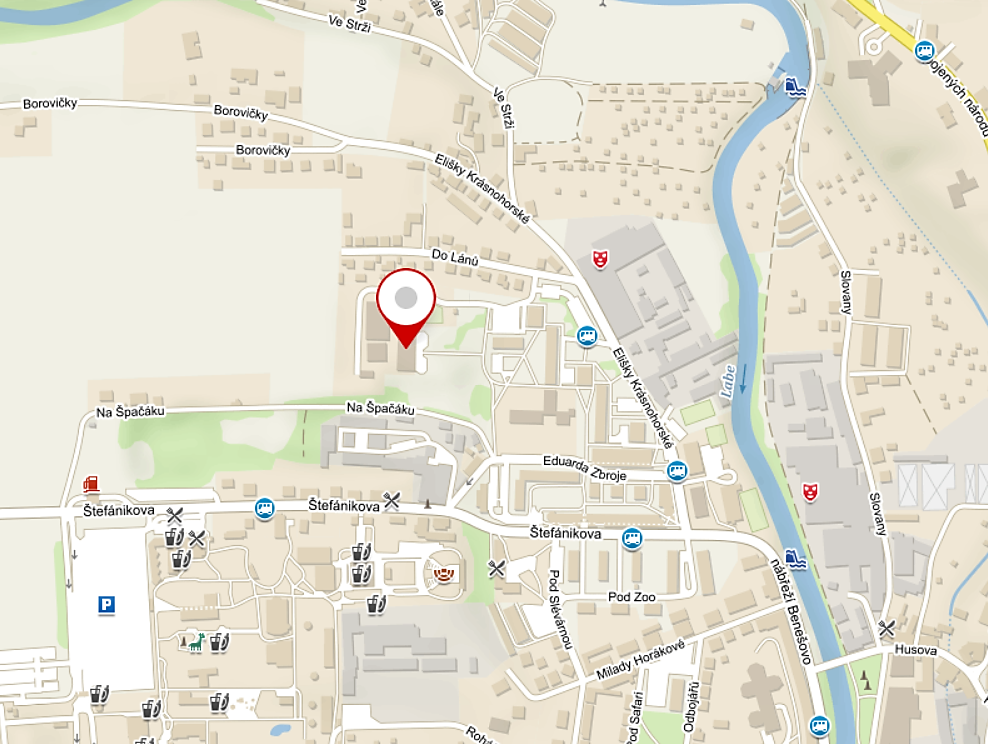 Ve Strži
Borovičky
Borovičky
Borovičky
Ve Strži
Elišky Krásnohorské
Do Lánů
Slovany
Elišky Krásnohorské
Labe
Na Špačáku
Na Špačáku
Eduarda Zbroje
Štefánikova
Štefánikova
Štefánikova
Slovany
P
Pod Zoo
Pod Slévárnou
nábřeží Benešovo
Milady Horákové
Husova
Pod Safari
Odbojářů